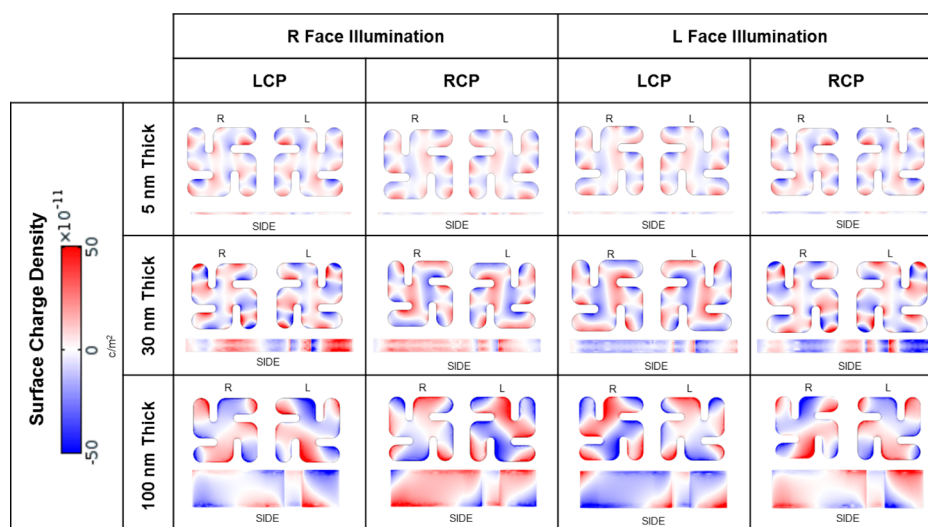 R Face Illumination L Face Illumination
LCP RCP LCP RCP
Surface Charge Density
×10⁻¹¹
50
0
-50
c/m²
5 nm Thick
R L R L R L R L
SIDE SIDE SIDE SIDE
30 nm Thick
R L R L R L R L
SIDE SIDE SIDE SIDE
100 nm Thick
R L R L R L R L
SIDE SIDE SIDE SIDE